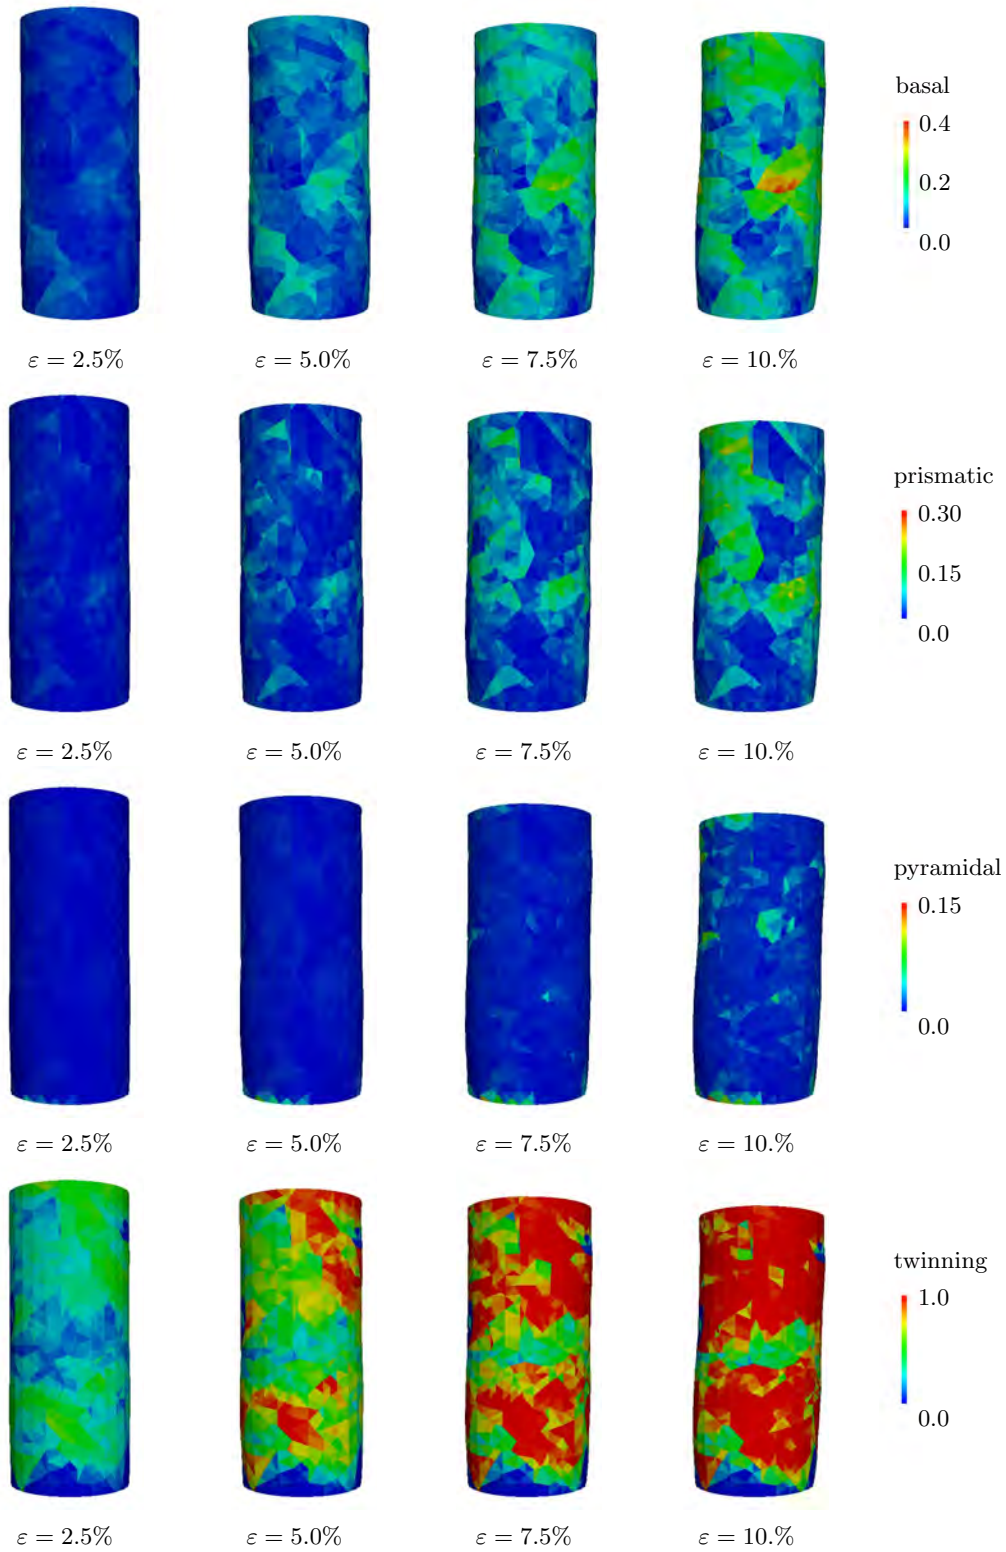 basal
0.4
0.2
0.0
ε = 2.5% ε = 5.0% ε = 7.5% ε = 10.%
prismatic
0.30
0.15
0.0
ε = 2.5% ε = 5.0% ε = 7.5% ε = 10.%
pyramidal
0.15
0.0
ε = 2.5% ε = 5.0% ε = 7.5% ε = 10.%
twinning
1.0
0.0
ε = 2.5% ε = 5.0% ε = 7.5% ε = 10.%